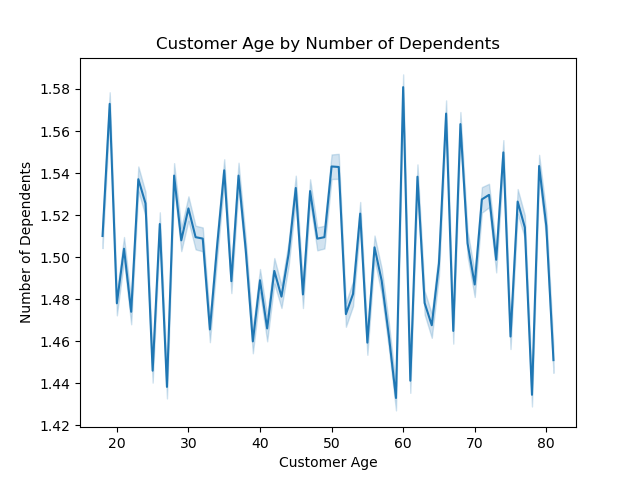 Customer Age by Number of Dependents
1.58
1.56
1.54
1.52
1.50
1.48
1.46
1.44
1.42
Number of Dependents
20 30 40 50 60 70 80
Customer Age